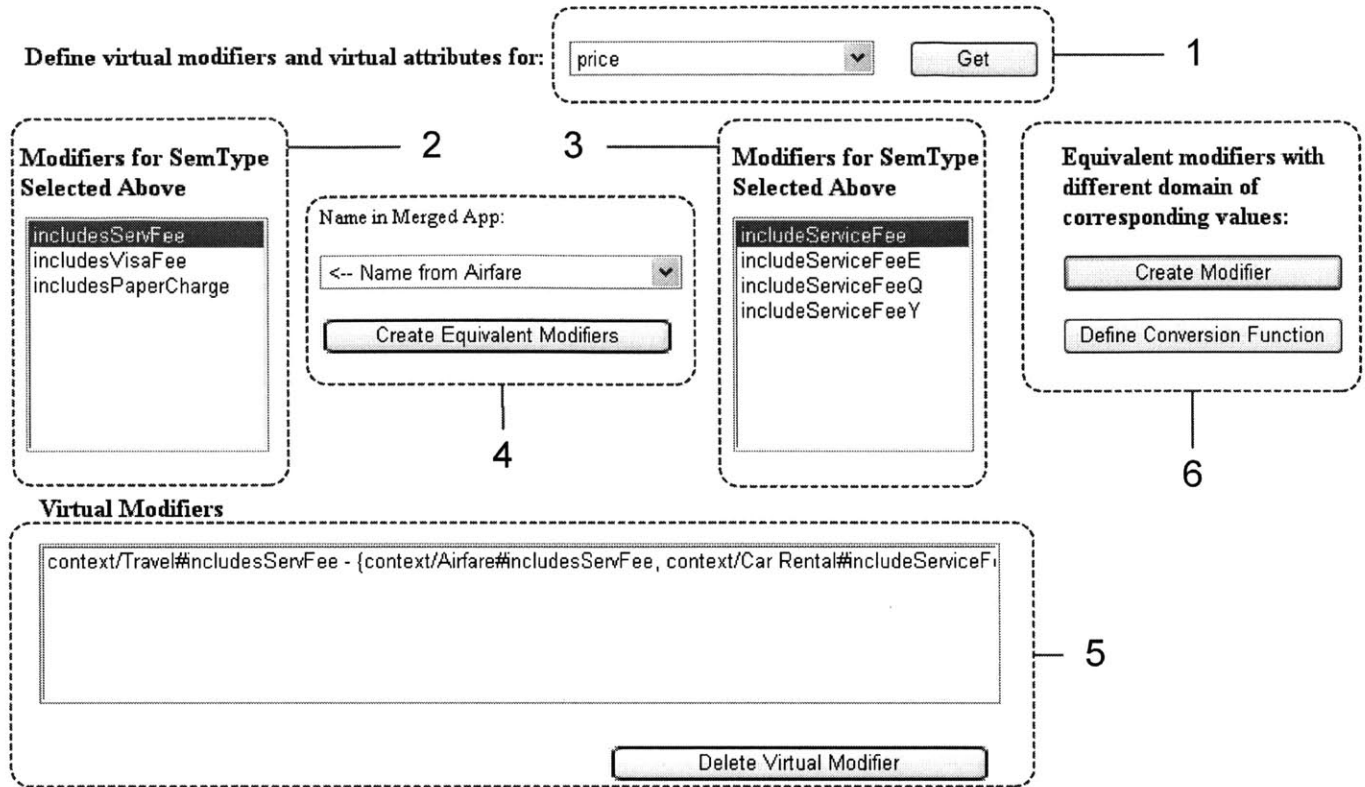 Define virtual modifiers and virtual attributes for: price Get 1
Modifiers for SemType
Selected Above
includesServFee
includesVisaFee
includesPaperCharge
2
Name in Merged App:
<-- Name from Airfare
Create Equivalent Modifiers
4
3
Modifiers for SemType
Selected Above
includeServiceFee
includeServiceFeeE
includeServiceFeeQ
includeServiceFeeY
Equivalent modifiers with
different domain of
corresponding values:
Create Modifier
Define Conversion Function
6
Virtual Modifiers
context/Travel#includesServFee - {context/Airfare#includesServFee, context/Car Rental#includeServiceF
5
Delete Virtual Modifier